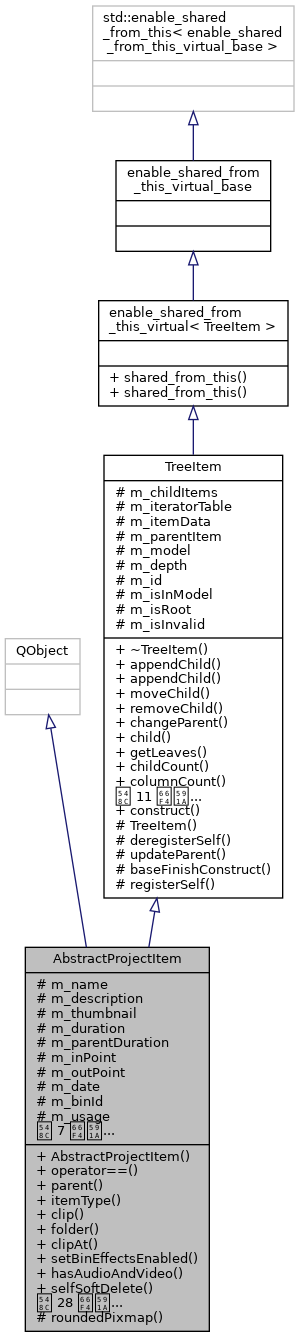 std::enable_shared
_from_this< enable_shared
_from_this_virtual_base >
enable_shared_from
_this_virtual_base
enable_shared_from
_this_virtual< TreeItem >
+ shared_from_this()
+ shared_from_this()
TreeItem
# m_childItems
# m_iteratorTable
# m_itemData
# m_parentItem
# m_model
# m_depth
# m_id
# m_isInModel
# m_isRoot
# m_isInvalid
+ ~TreeItem()
+ appendChild()
+ appendChild()
+ moveChild()
+ removeChild()
+ changeParent()
+ child()
+ getLeaves()
+ childCount()
+ columnCount()
11 ...
+ construct()
# TreeItem()
# deregisterSelf()
# updateParent()
# baseFinishConstruct()
# registerSelf()
QObject
AbstractProjectItem
# m_name
# m_description
# m_thumbnail
# m_duration
# m_parentDuration
# m_inPoint
# m_outPoint
# m_date
# m_binId
# m_usage
7 ...
+ AbstractProjectItem()
+ operator==()
+ parent()
+ itemType()
+ clip()
+ folder()
+ clipAt()
+ setBinEffectsEnabled()
+ hasAudioAndVideo()
+ selfSoftDelete()
28 ...
# roundedPixmap()